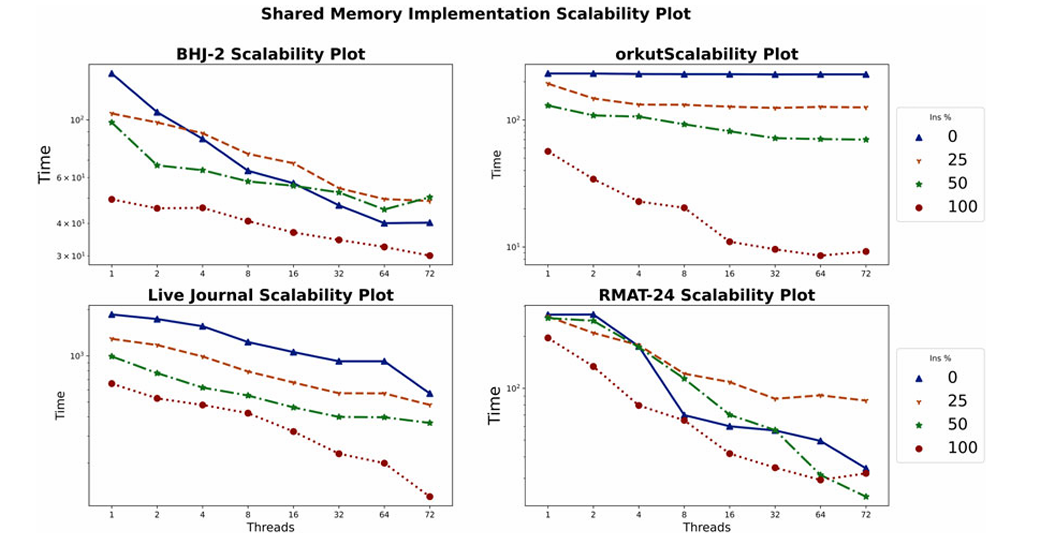 Shared Memory Implementation Scalability Plot
BHJ-2 Scalability Plot
Time
10²
6 × 10¹
4 × 10¹
3 × 10¹
1 2 4 8 16 32 64 72
orkutScalability Plot
Time
10²
10¹
1 2 4 8 16 32 64 72
Ins %
0
25
50
100
Live Journal Scalability Plot
Time
10³
1 2 4 8 16 32 64 72
Threads
RMAT-24 Scalability Plot
Time
10²
1 2 4 8 16 32 64 72
Threads
Ins %
0
25
50
100